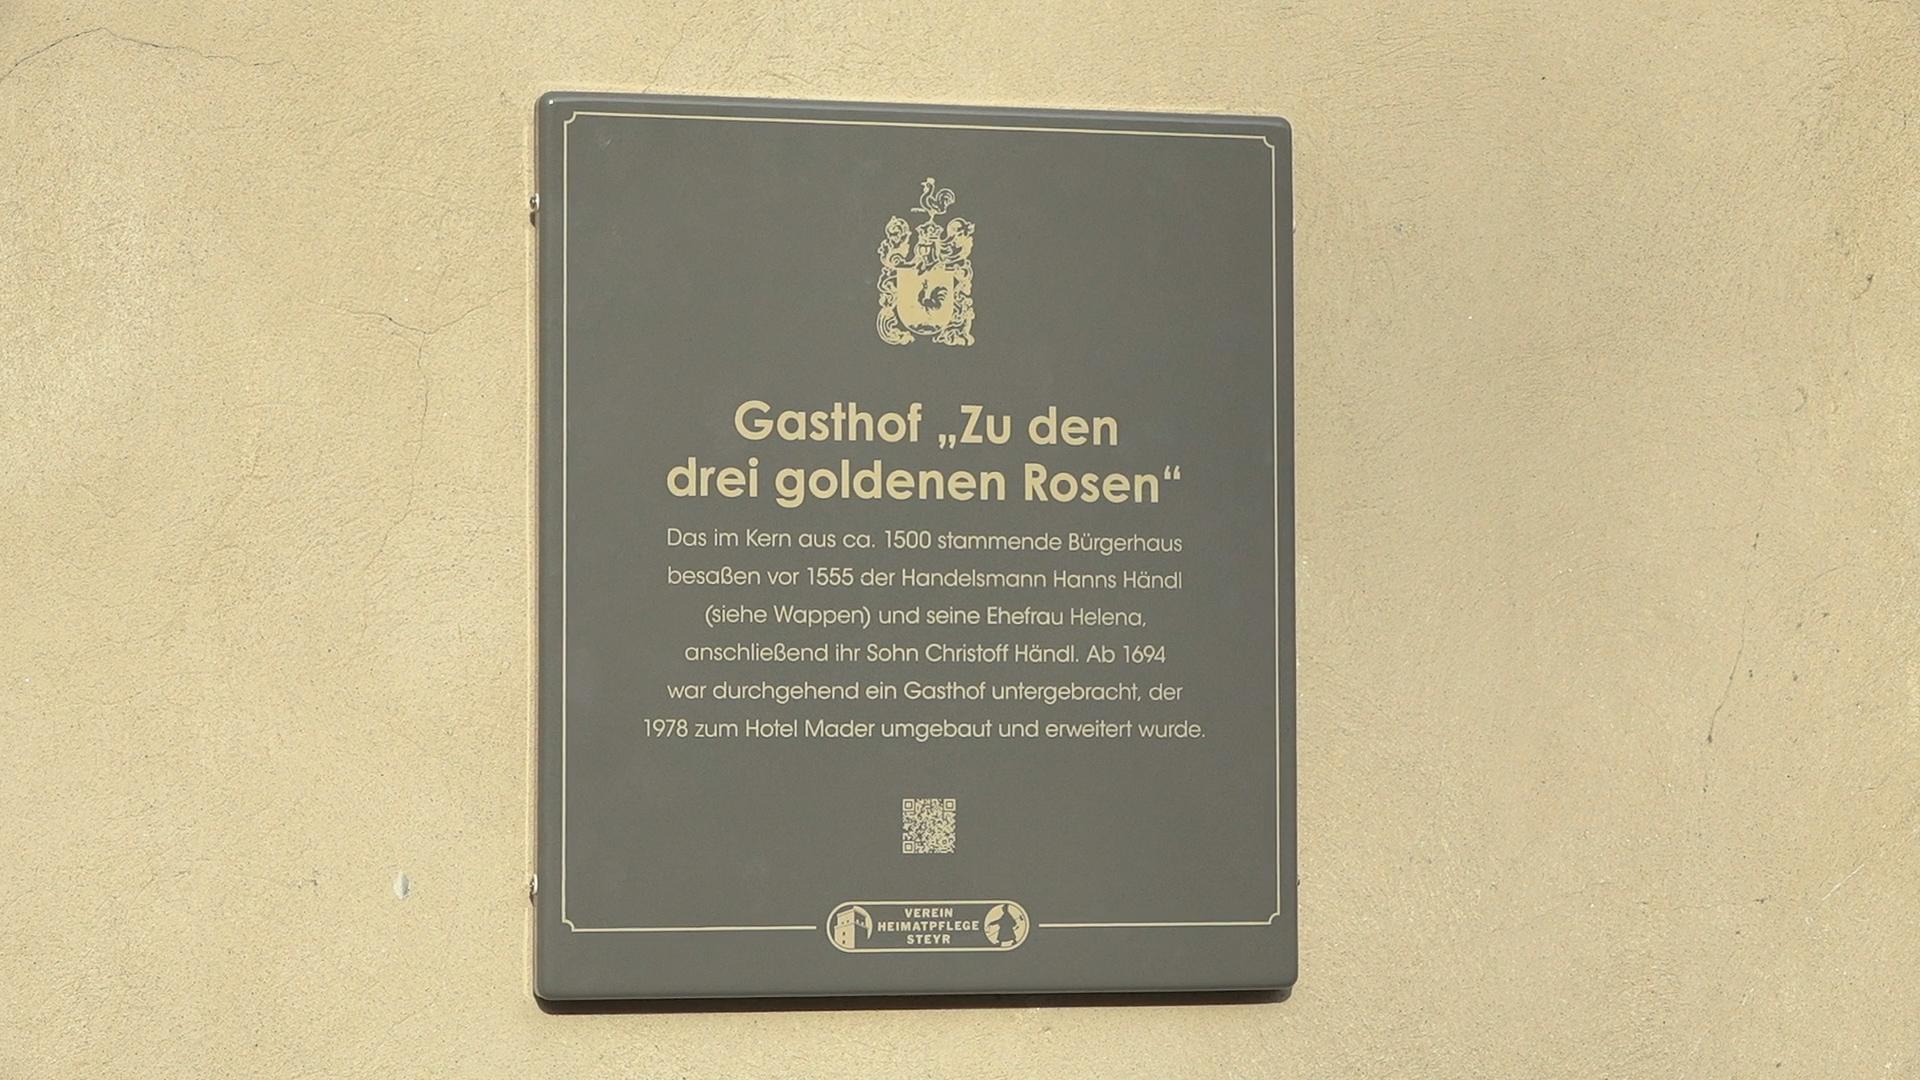 Gasthof „Zu den
drei goldenen Rosen“
Das im Kern aus ca. 1500 stammende Bürgerhaus
besaßen vor 1555 der Handelsmann Hanns Händl
(siehe Wappen) und seine Ehefrau Helena,
anschließend ihr Sohn Christoff Händl. Ab 1694
war durchgehend ein Gasthof untergebracht, der
1978 zum Hotel Mader umgebaut und erweitert wurde.
VEREIN
HEIMATPFLEGE
STEYR